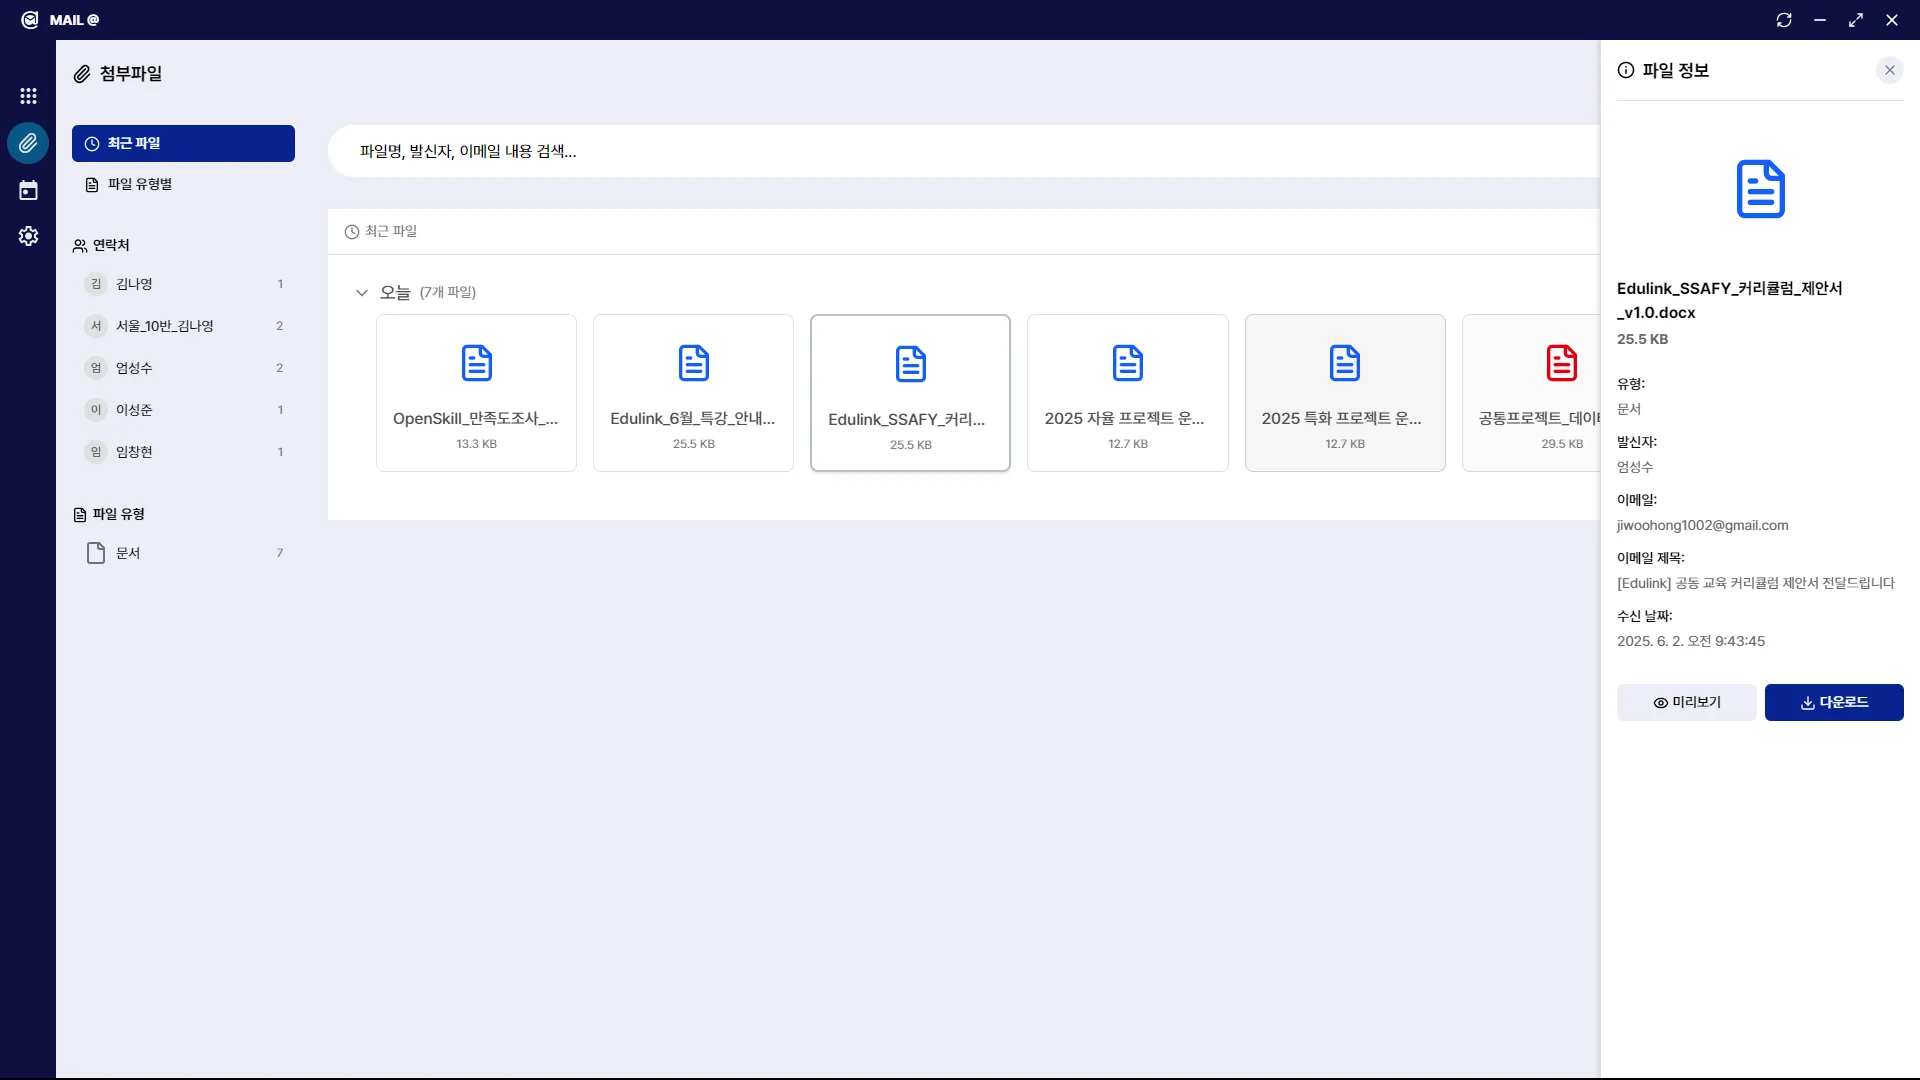 MAIL @
첨부파일
최근 파일
파일 유형별
연락처
김 김나영 1
서 서울_10반_김나영 2
엄 엄성수 2
이 이성준 1
임 임창현 1
파일 유형
문서 7
파일명, 발신자, 이메일 내용 검색...
최근 파일
오늘 (7개 파일)
OpenSkill_만족도조사_...
13.3 KB
Edulink_6월_특강_안내...
25.5 KB
Edulink_SSAFY_커리...
25.5 KB
2025 자율 프로젝트 운...
12.7 KB
2025 특화 프로젝트 운...
12.7 KB
공통프로젝트_데이터
29.5 KB
파일 정보
Edulink_SSAFY_커리큘럼_제안서
_v1.0.docx
25.5 KB
유형:
문서
발신자:
엄성수
이메일:
jiwoohong1002@gmail.com
이메일 제목:
[Edulink] 공동 교육 커리큘럼 제안서 전달드립니다
수신 날짜:
2025. 6. 2. 오전 9:43:45
미리보기
다운로드